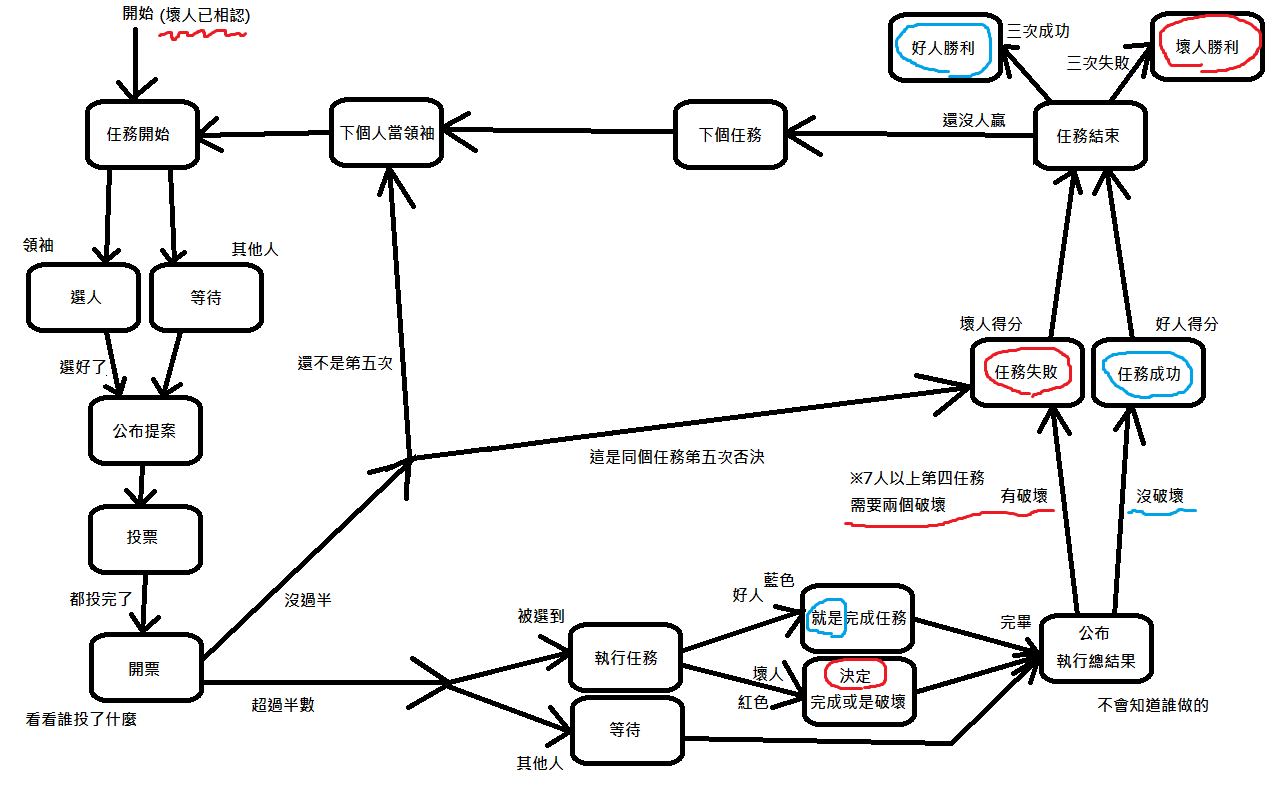 開始 (壞人已相認)
好人勝利
三次成功
壞人勝利
三次失敗
任務開始
下個人當領袖
下個任務
還沒人贏
任務結束
領袖
其他人
選人
等待
選好了
還不是第五次
壞人得分
好人得分
任務失敗
任務成功
公布提案
這是同個任務第五次否決
※7人以上第四任務
需要兩個破壞
有破壞
沒破壞
投票
都投完了
沒過半
開票
看看誰投了什麼
超過半數
被選到
執行任務
其他人
等待
好人
藍色
就是完成任務
壞人
紅色
決定
完成或是破壞
完畢
公布
執行總結果
不會知道誰做的